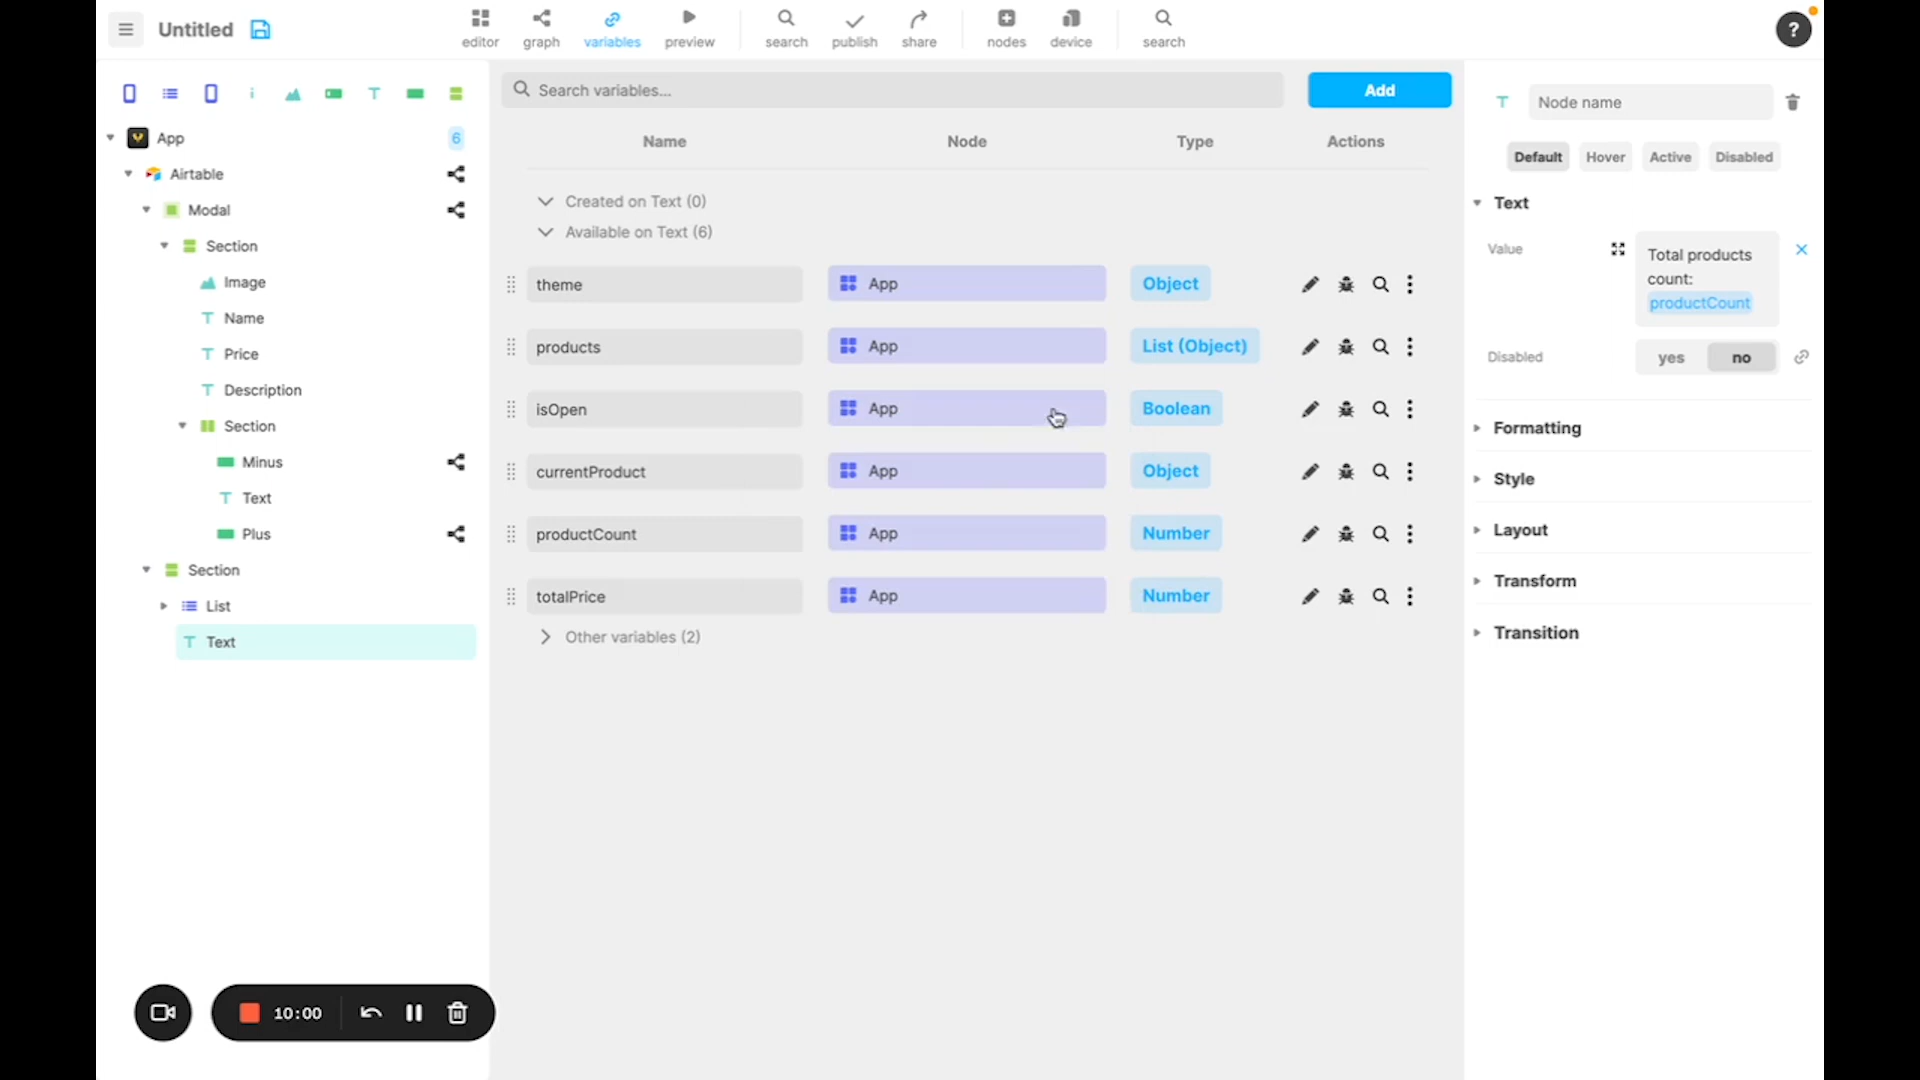 Untitled
editor
graph
variables
preview
search
publish
share
nodes
device
search
?
App
6
Airtable
Modal
Section
Image
Name
Price
Description
Section
Minus
Text
Plus
Section
List
Text
10:00
Search variables...
Add
Name Node Type Actions
Created on Text (0)
Available on Text (6)
theme App Object
products App List (Object)
isOpen App Boolean
currentProduct App Object
productCount App Number
totalPrice App Number
Other variables (2)
Node name
Default Hover Active Disabled
Text
Value
Total products
count:
productCount
Disabled yes no
Formatting
Style
Layout
Transform
Transition